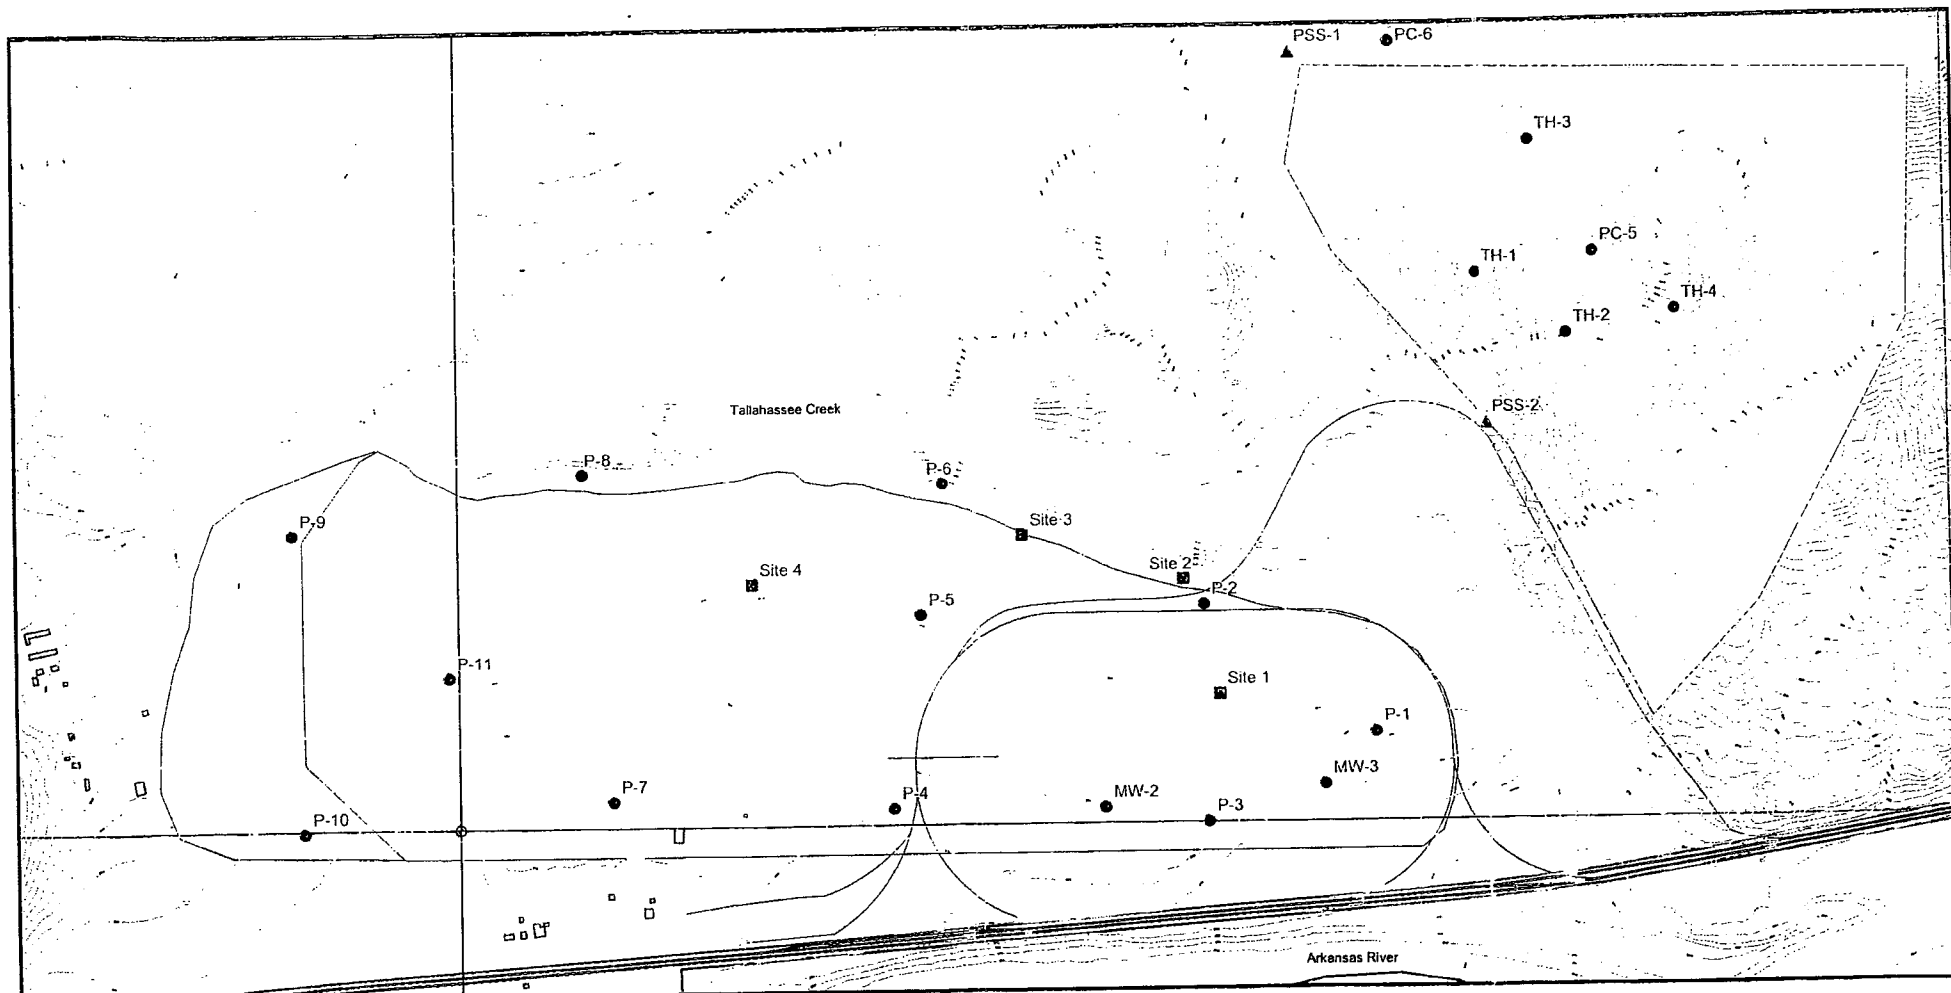 PSS-1
PC-6
TH-3
PC-5
TH-1
TH-4
TH-2
PSS-2
Tallahassee Creek
P-8
P-6
P-9
Site 3
Site 4
Site 2
P-2
P-5
P-11
Site 1
P-1
MW-3
P-7
P-4
MW-2
P-3
P-10
Arkansas River